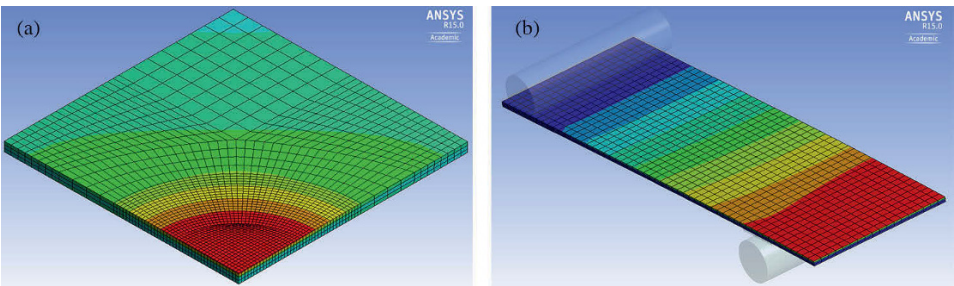 (a)
ANSYS
R15.0
Academic
(b)
ANSYS
R15.0
Academic